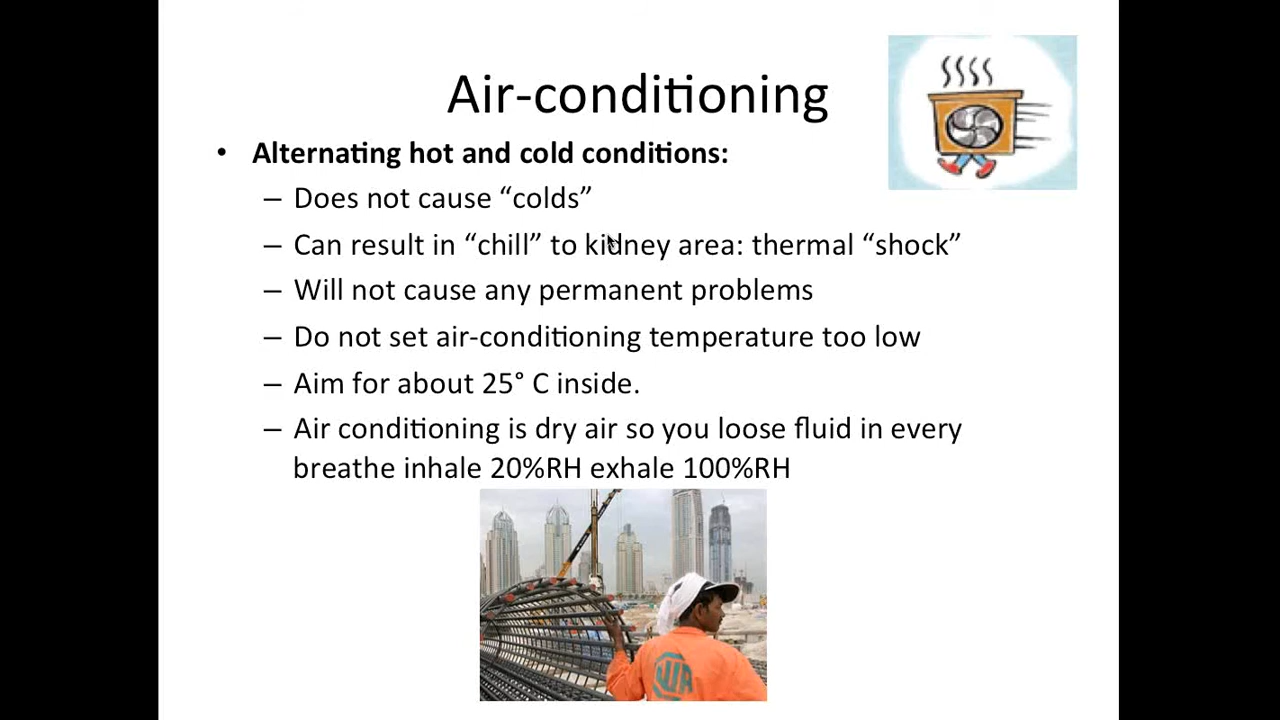 Air-conditioning
• Alternating hot and cold conditions:
– Does not cause “colds”
– Can result in “chill” to kidney area: thermal “shock”
– Will not cause any permanent problems
– Do not set air-conditioning temperature too low
– Aim for about 25° C inside.
– Air conditioning is dry air so you loose fluid in every
breathe inhale 20%RH exhale 100%RH